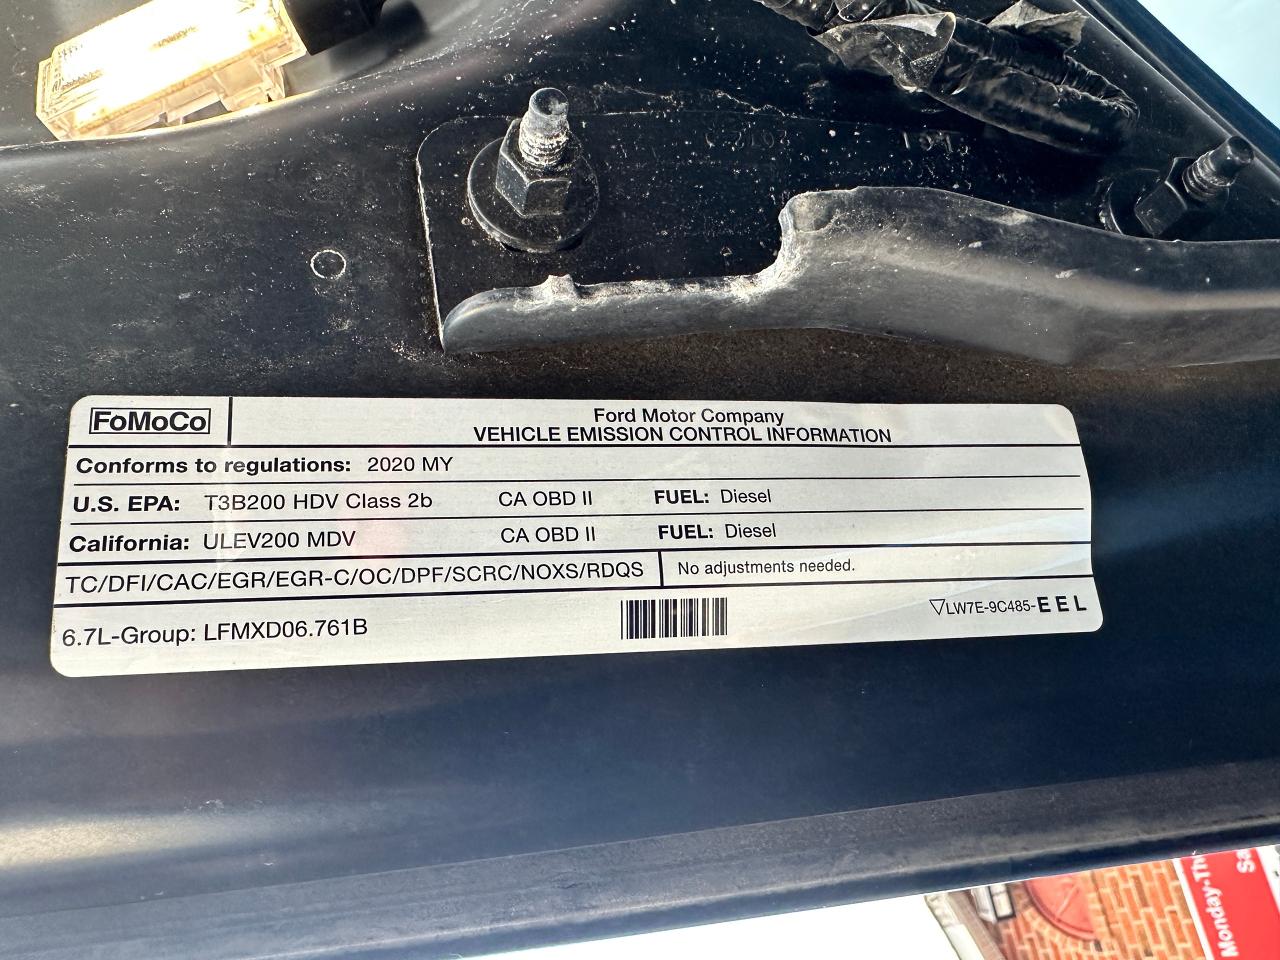 FoMoCo
Ford Motor Company
VEHICLE EMISSION CONTROL INFORMATION
Conforms to regulations: 2020 MY
U.S. EPA: T3B200 HDV Class 2b CA OBD II FUEL: Diesel
California: ULEV200 MDV CA OBD II FUEL: Diesel
TC/DFI/CAC/EGR/EGR-C/OC/DPF/SCRC/NOXS/RDQS No adjustments needed.
6.7L-Group: LFMXD06.761B
LW7E-9C485-EEL